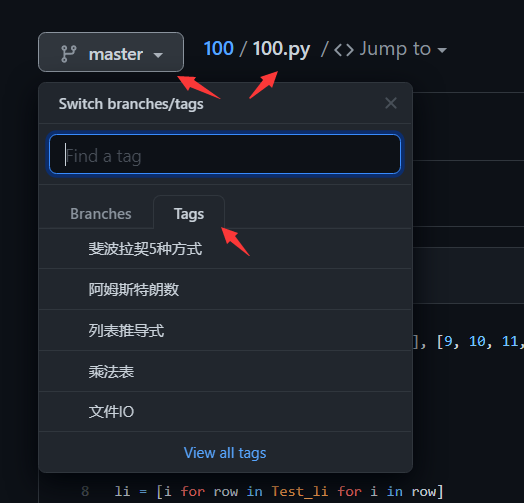 master
100 / 100.py / <> Jump to
Switch branches/tags
Find a tag
Branches
Tags
斐波拉契5种方式
阿姆斯特朗数
列表推导式
], [9, 10, 11,
乘法表
文件IO
View all tags
8 li = [i for row in Test_li for i in row]